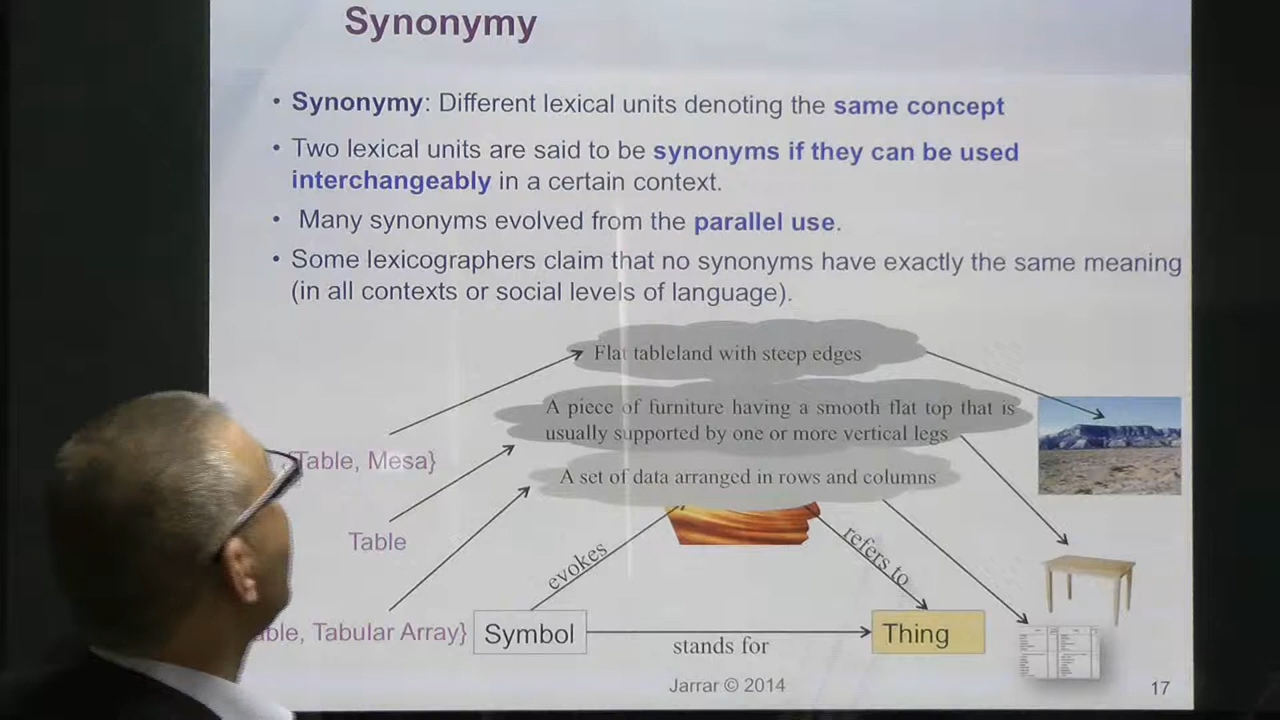 Synonymy
• Synonymy: Different lexical units denoting the same concept
• Two lexical units are said to be synonyms if they can be used
interchangeably in a certain context.
• Many synonyms evolved from the parallel use.
• Some lexicographers claim that no synonyms have exactly the same meaning
(in all contexts or social levels of language).
Flat tableland with steep edges
A piece of furniture having a smooth flat top that is
usually supported by one or more vertical legs
A set of data arranged in rows and columns
Table, Mesa}
Table
Tabular Array}
evokes
refers to
Symbol
stands for
Thing
Jarrar © 2014
17